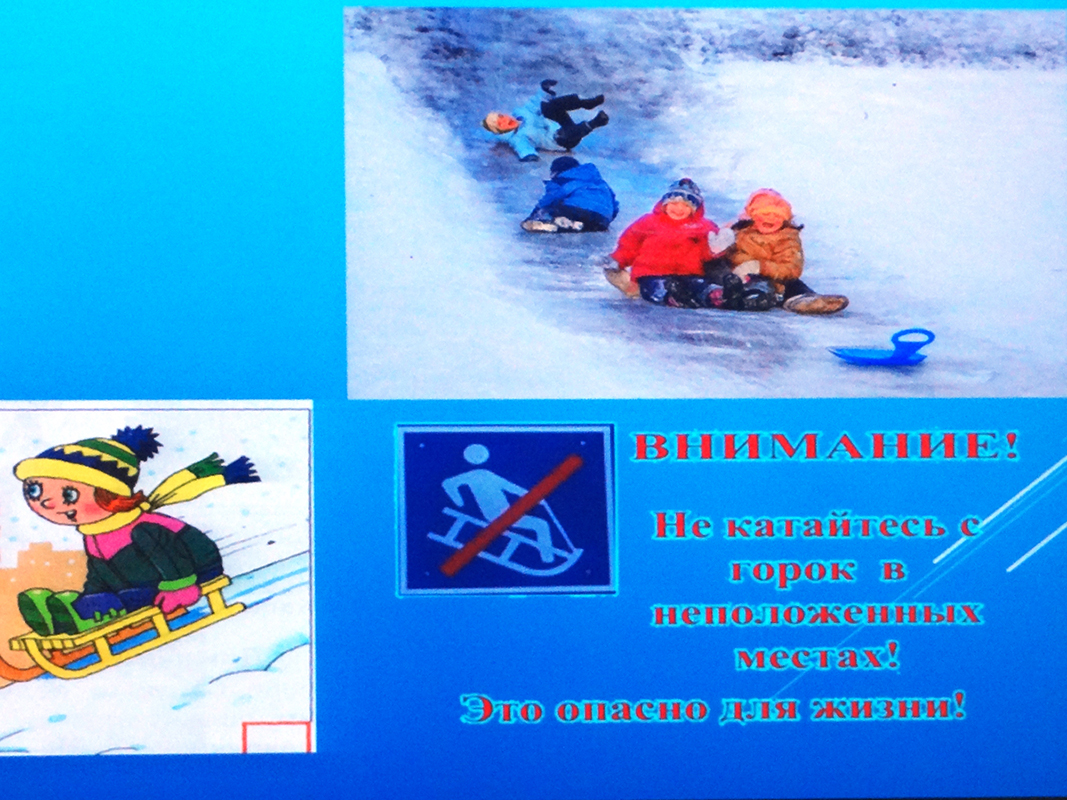 ВНИМАНИЕ!
Не катайтесь с
горок в
неположенных
местах!
Это опасно для жизни!